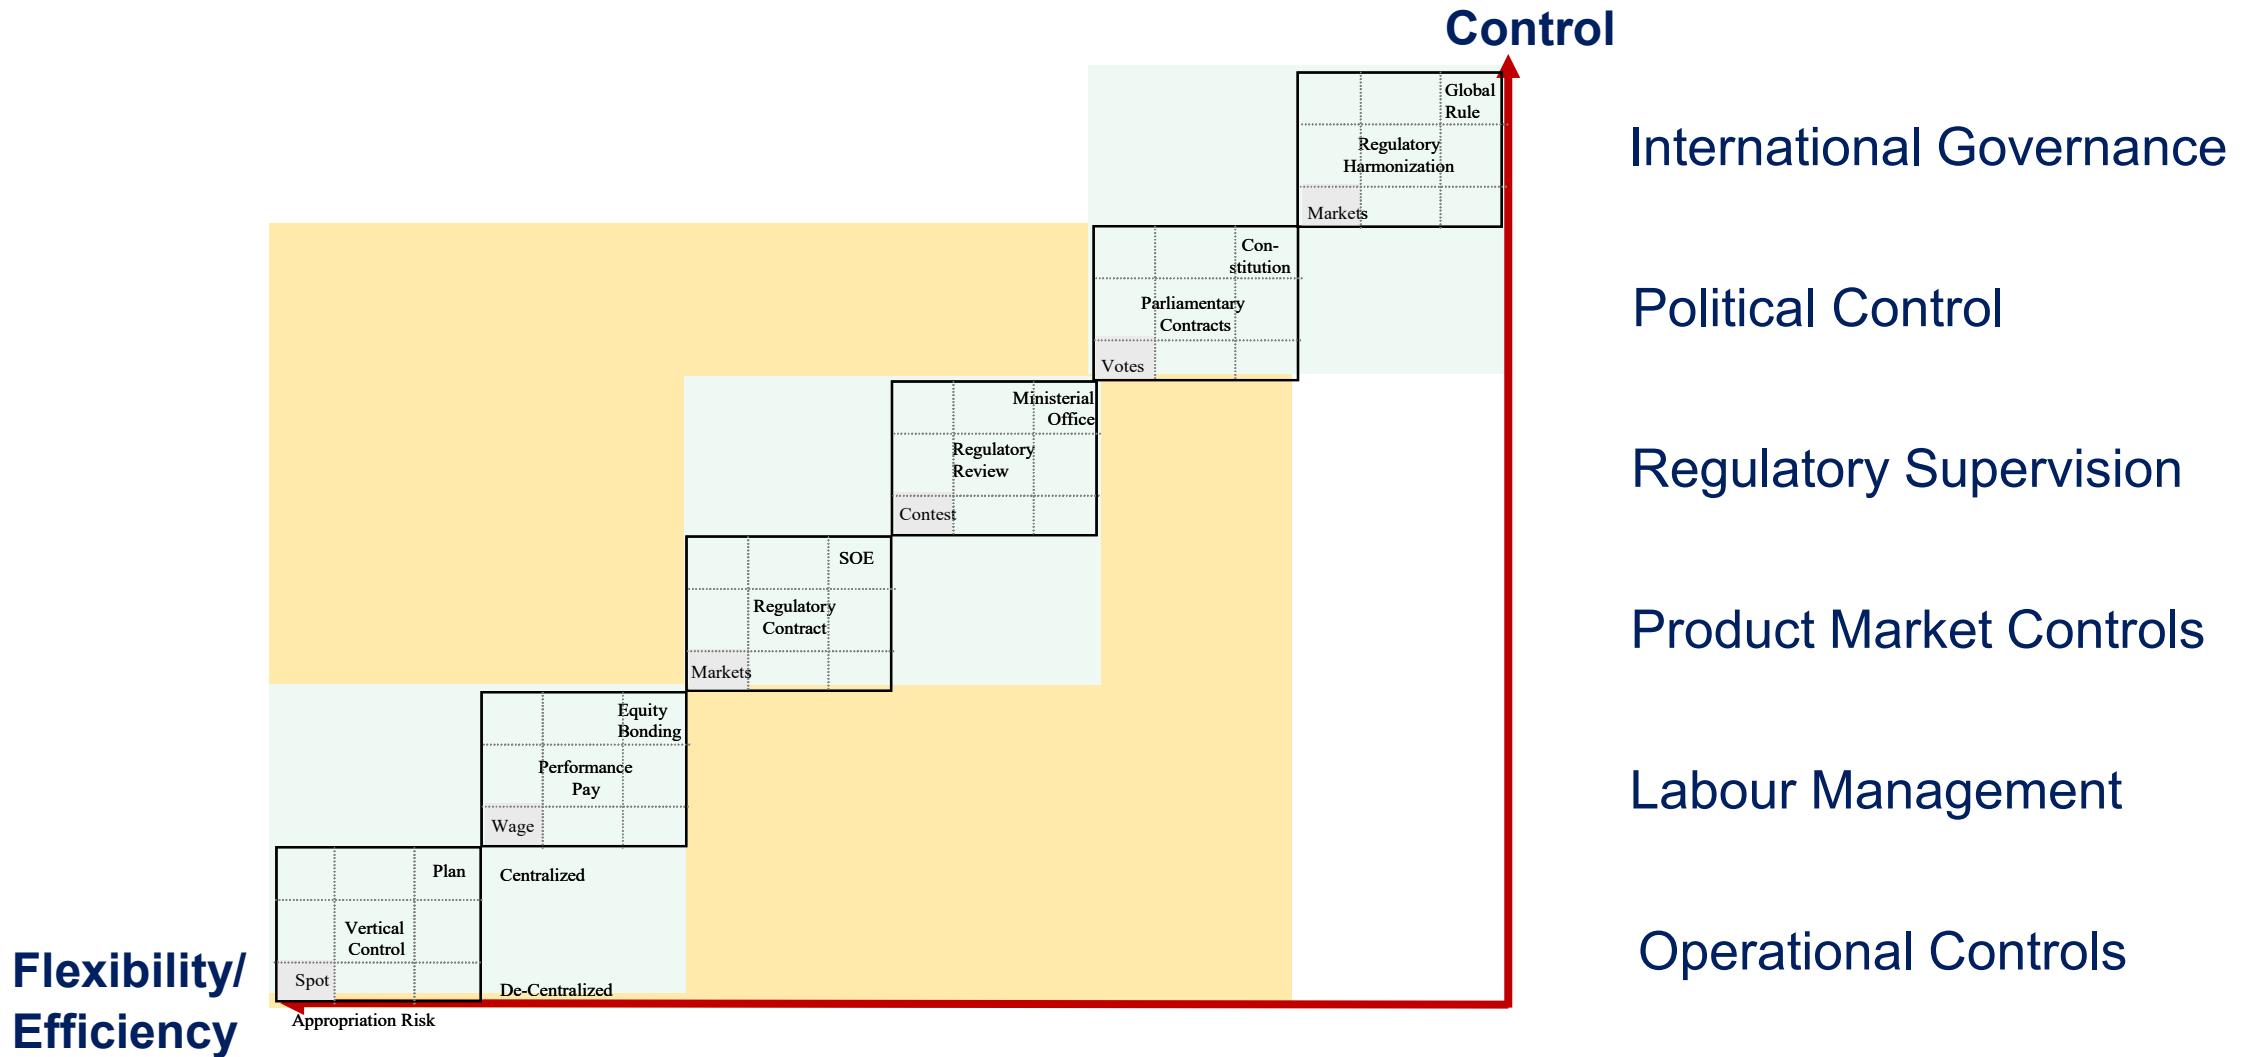 Control
Global
Rule
Regulatory
Harmonization
Markets
International Governance
Con-
stitution
Parliamentary
Contracts
Votes
Political Control
Ministerial
Office
Regulatory
Review
Contest
Regulatory Supervision
SOE
Regulatory
Contract
Markets
Product Market Controls
Equity
Bonding
Performance
Pay
Wage
Labour Management
Plan
Centralized
Vertical
Control
Spot
De-Centralized
Operational Controls
Flexibility/
Efficiency
Appropriation Risk